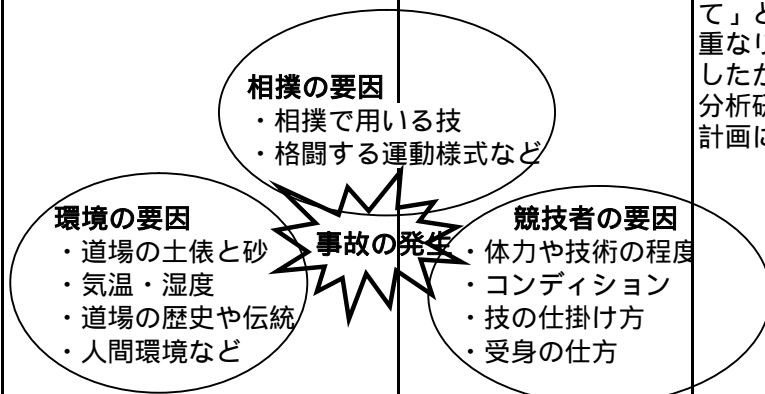 て」と
重なり
したが
分析研
計画に
相撲の要因
・相撲で用いる技
・格闘する運動様式など
環境の要因
・道場の土俵と砂
・気温・湿度
・道場の歴史や伝統
・人間環境など
事故の発生
競技者の要因
・体力や技術の程度
・コンディション
・技の仕掛け方
・受身の仕方